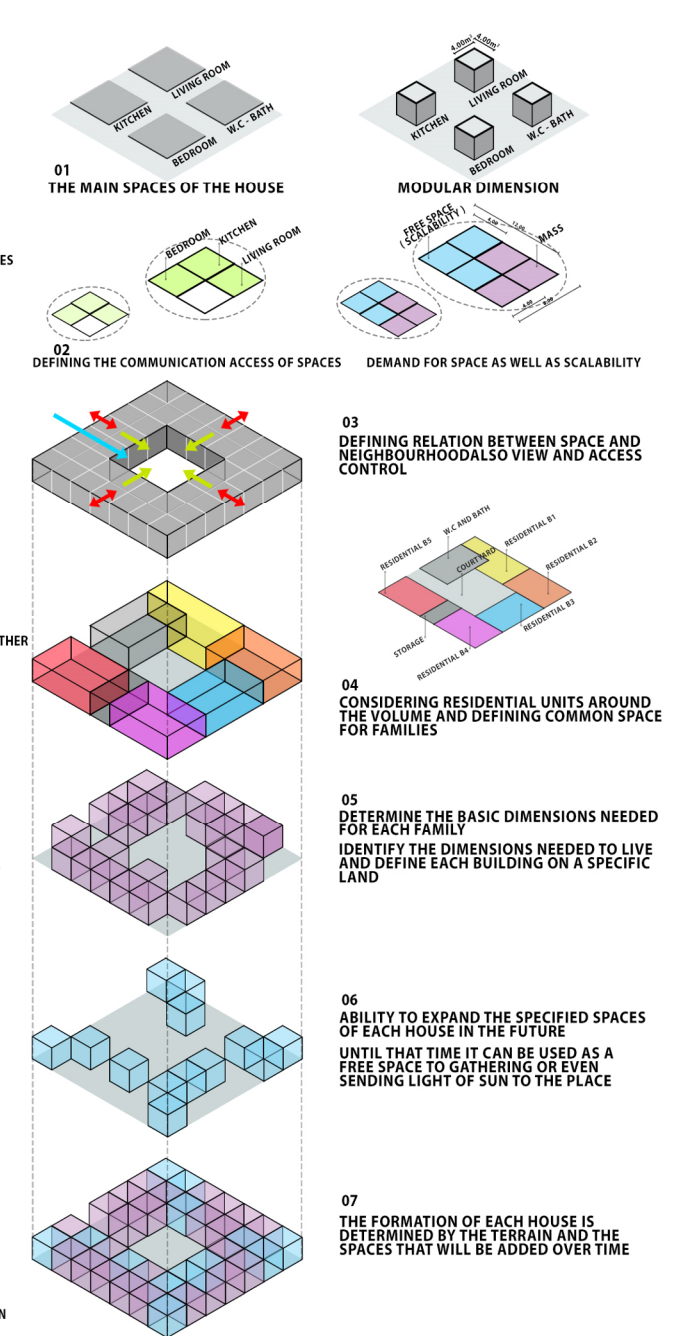 4.00m²
4.00m²
LIVING ROOM
KITCHEN
W.C - BATH
BEDROOM
LIVING ROOM
KITCHEN
W.C - BATH
BEDROOM
01
THE MAIN SPACES OF THE HOUSE
MODULAR DIMENSION
ES
BEDROOM
KITCHEN
LIVING ROOM
FREE SPACE
( SCALABILITY )
12.00
MASS
4.00
8.00
02
DEFINING THE COMMUNICATION ACCESS OF SPACES
DEMAND FOR SPACE AS WELL AS SCALABILITY
03
DEFINING RELATION BETWEEN SPACE AND
NEIGHBOURHOODALSO VIEW AND ACCESS
CONTROL
W.C AND BATH
RESIDENTIAL B1
RESIDENTIAL B5
COURTYARD
RESIDENTIAL B2
RESIDENTIAL B3
STORAGE
RESIDENTIAL B4
THER
04
CONSIDERING RESIDENTIAL UNITS AROUND
THE VOLUME AND DEFINING COMMON SPACE
FOR FAMILIES
05
DETERMINE THE BASIC DIMENSIONS NEEDED
FOR EACH FAMILY
IDENTIFY THE DIMENSIONS NEEDED TO LIVE
AND DEFINE EACH BUILDING ON A SPECIFIC
LAND
06
ABILITY TO EXPAND THE SPECIFIED SPACES
OF EACH HOUSE IN THE FUTURE
UNTIL THAT TIME IT CAN BE USED AS A
FREE SPACE TO GATHERING OR EVEN
SENDING LIGHT OF SUN TO THE PLACE
07
THE FORMATION OF EACH HOUSE IS
DETERMINED BY THE TERRAIN AND THE
SPACES THAT WILL BE ADDED OVER TIME
N